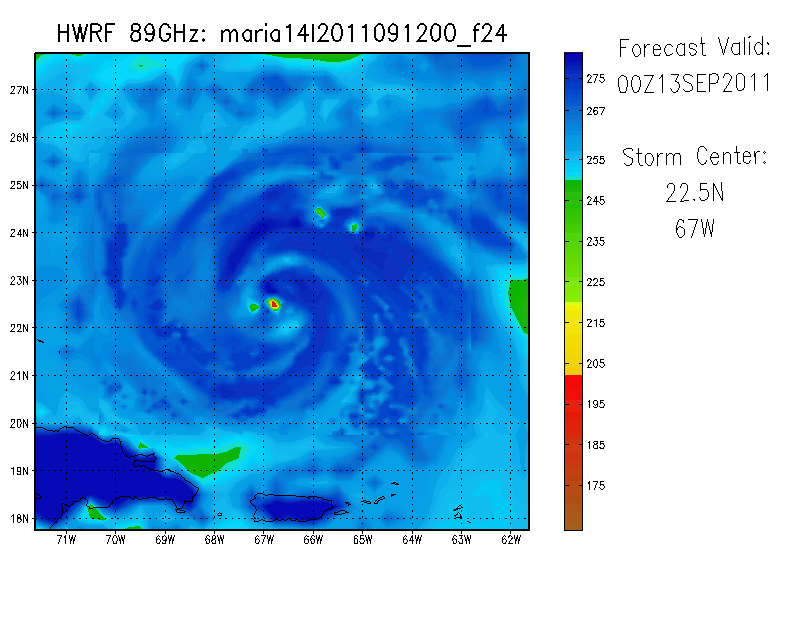 HWRF 89GHz: maria14l2011091200_f24
Forecast Valid:
00Z13SEP2011
Storm Center:
22.5N
67W
27N
26N
25N
24N
23N
22N
21N
20N
19N
18N
71W 70W 69W 68W 67W 66W 65W 64W 63W 62W
275
267
265
255
245
235
225
215
205
195
185
175